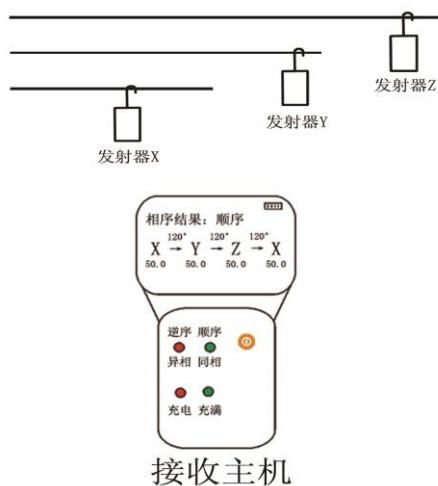 发射器Z
发射器Y
发射器X
相序结果：顺序
120° 120° 120°
X → Y → Z → X
50.0 50.0 50.0 50.0
逆序 顺序
异相 同相
充电 充满
接收主机